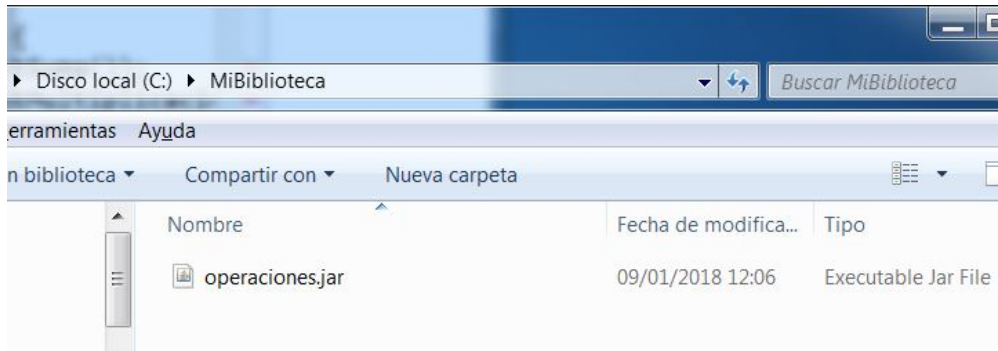 Disco local (C:) MiBiblioteca Buscar MiBiblioteca
erramientas Ayuda
n biblioteca Compartir con Nueva carpeta
Nombre Fecha de modifica... Tipo
operaciones.jar 09/01/2018 12:06 Executable Jar File